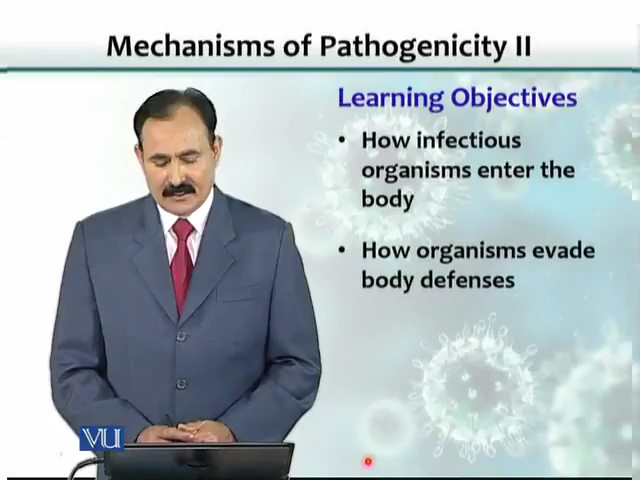 Mechanisms of Pathogenicity II
Learning Objectives
• How infectious
organisms enter the
body
• How organisms evade
body defenses
VU